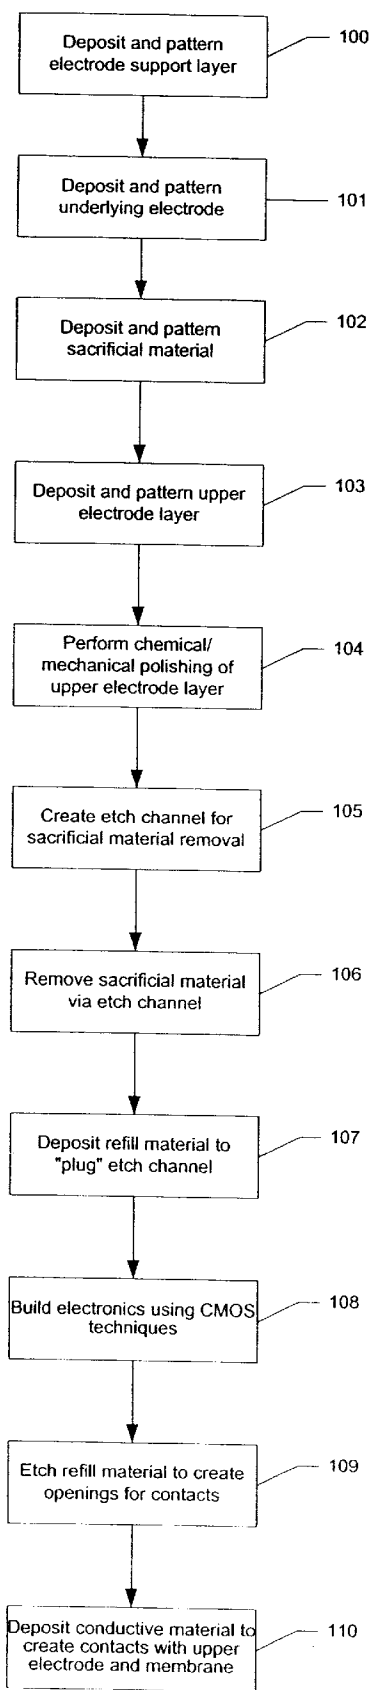 Deposit and pattern
electrode support layer
100
Deposit and pattern
underlying electrode
101
Deposit and pattern
sacrificial material
102
Deposit and pattern upper
electrode layer
103
Perform chemical/
mechanical polishing of
upper electrode layer
104
Create etch channel for
sacrificial material removal
105
Remove sacrificial material
via etch channel
106
Deposit refill material to
"plug" etch channel
107
Build electronics using CMOS
techniques
108
Etch refill material to create
openings for contacts
109
Deposit conductive material to
create contacts with upper
electrode and membrane
110